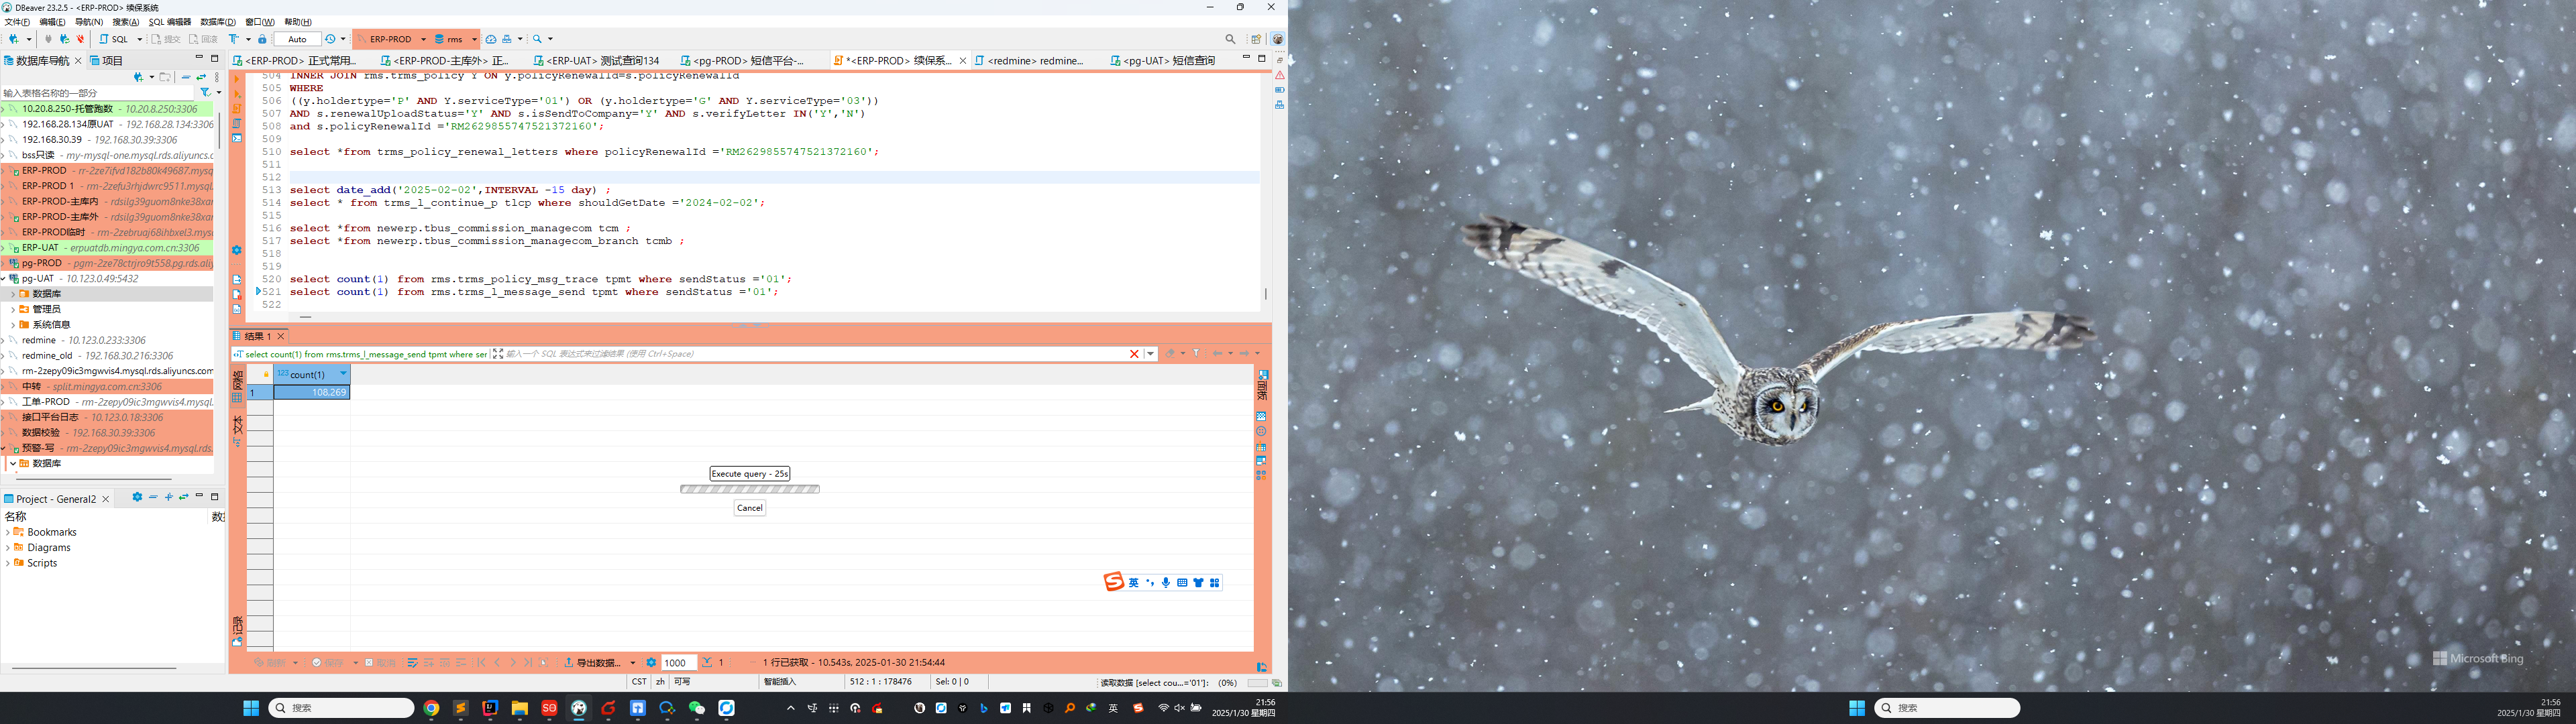 DBeaver 23.2.5 - <ERP-PROD> 续保系统
文件(F) 编辑(E) 导航(N) 搜索(A) SQL 编辑器 数据库(D) 窗口(W) 帮助(H)
SQL 提交 回滚 Auto ERP-PROD rms
数据库导航 项目
输入表格名称的一部分
10.20.8.250-托管跑数 - 10.20.8.250:3306
192.168.28.134原UAT - 192.168.28.134:3306
192.168.30.39 - 192.168.30.39:3306
bss只读 - my-mysql-one.mysql.rds.aliyuncs.c
ERP-PROD - rr-2ze7ifvd182b80k49687.mysq
ERP-PROD 1 - rm-2zefu3rhjdwrc9511.mysql.
ERP-PROD-主库内 - rdsilg39guom8nke38xar
ERP-PROD-主库外 - rdsilg39guom8nke38xar
ERP-PROD临时 - rm-2zebruaj68ihbxel3.mys
ERP-UAT - erpuatdb.mingya.com.cn:3306
pg-PROD - pgm-2ze78ctrjro9t558.pg.rds.aliy
pg-UAT - 10.123.0.49:5432
数据库
管理员
系统信息
redmine - 10.123.0.233:3306
redmine_old - 192.168.30.216:3306
rm-2zepy09ic3mgwvis4.mysql.rds.aliyuncs.com
中转 - split.mingya.com.cn:3306
工单-PROD - rm-2zepy09ic3mgwvis4.mysql.
接口平台日志 - 10.123.0.18:3306
数据校验 - 192.168.30.39:3306
预警-写 - rm-2zepy09ic3mgwvis4.mysql.rds.
数据库
Project - General2
名称 数据
Bookmarks
Diagrams
Scripts
<ERP-PROD> 正式常用... <ERP-PROD-主库外> 正... <ERP-UAT> 测试查询134 <pg-PROD> 短信平台-... *<ERP-PROD> 续保系... <redmine> redmine... <pg-UAT> 短信查询
504 INNER JOIN rms.trms_policy Y ON y.policyRenewalId=s.policyRenewalId
505 WHERE
506 ((y.holdertype='P' AND Y.serviceType='01') OR (y.holdertype='G' AND Y.serviceType='03'))
507 AND s.renewalUploadStatus='Y' AND s.isSendToCompany='Y' AND s.verifyLetter IN('Y','N')
508 and s.policyRenewalId ='RM2629855747521372160';
509
510 select *from trms_policy_renewal_letters where policyRenewalId ='RM2629855747521372160';
511
512
513 select date_add('2025-02-02',INTERVAL -15 day) ;
514 select * from trms_l_continue_p tlcp where shouldGetDate ='2024-02-02';
515
516 select *from newerp.tbus_commission_managecom tcm ;
517 select *from newerp.tbus_commission_managecom_branch tcmb ;
518
519
520 select count(1) from rms.trms_policy_msg_trace tpmt where sendStatus ='01';
521 select count(1) from rms.trms_l_message_send tpmt where sendStatus ='01';
522
结果 1
select count(1) from rms.trms_l_message_send tpmt where ser 输入一个 SQL 表达式来过滤结果 (使用 Ctrl+Space)
网格
文本
记录
面板
123 count(1)
1 108,269
Execute query - 25s
Cancel
英
刷新 保存 取消 导出数据... 1000 1 1 行已获取 - 10.543s, 2025-01-30 21:54:44
CST zh 可写 智能插入 512 : 1 : 178476 Sel: 0 | 0 读取数据 [select cou...='01']: (0%)
搜索 英 21:56
2025/1/30 星期四
Microsoft Bing
搜索 21:56
2025/1/30 星期四